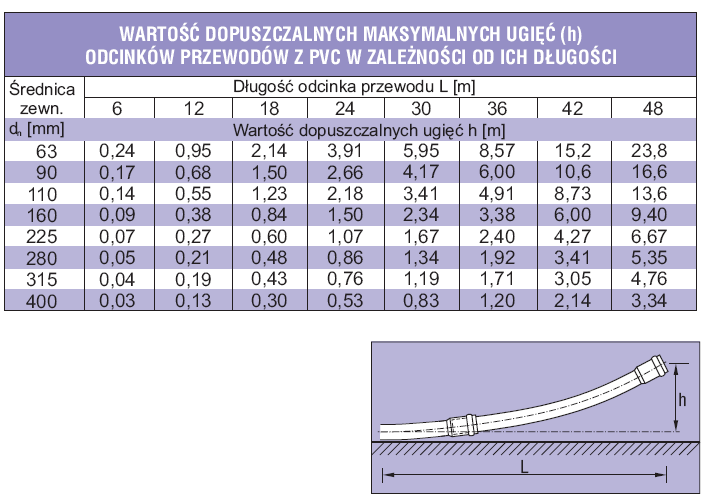 WARTOŚĆ DOPUSZCZALNYCH MAKSYMALNYCH UGIĘĆ (h)
ODCINKÓW PRZEWODÓW Z PVC W ZALEŻNOŚCI OD ICH DŁUGOŚCI
Średnica zewn. dn [mm]
Długość odcinka przewodu L [m]
6 12 18 24 30 36 42 48
Wartość dopuszczalnych ugięć h [m]
63 0,24 0,95 2,14 3,91 5,95 8,57 15,2 23,8
90 0,17 0,68 1,50 2,66 4,17 6,00 10,6 16,6
110 0,14 0,55 1,23 2,18 3,41 4,91 8,73 13,6
160 0,09 0,38 0,84 1,50 2,34 3,38 6,00 9,40
225 0,07 0,27 0,60 1,07 1,67 2,40 4,27 6,67
280 0,05 0,21 0,48 0,86 1,34 1,92 3,41 5,35
315 0,04 0,19 0,43 0,76 1,19 1,71 3,05 4,76
400 0,03 0,13 0,30 0,53 0,83 1,20 2,14 3,34
h
L